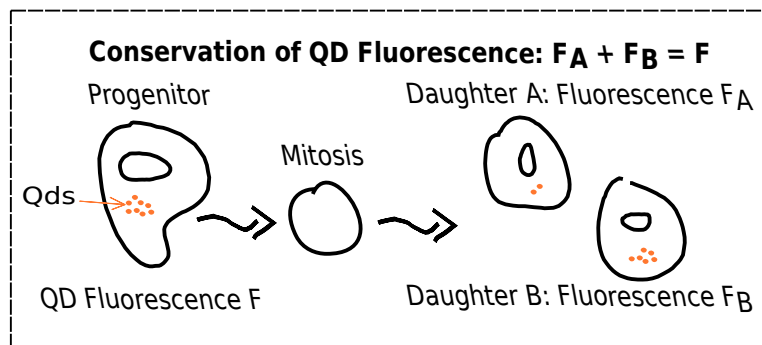 Conservation of QD Fluorescence: FA + FB = F
Progenitor
Daughter A: Fluorescence FA
Mitosis
Qds
QD Fluorescence F
Daughter B: Fluorescence FB